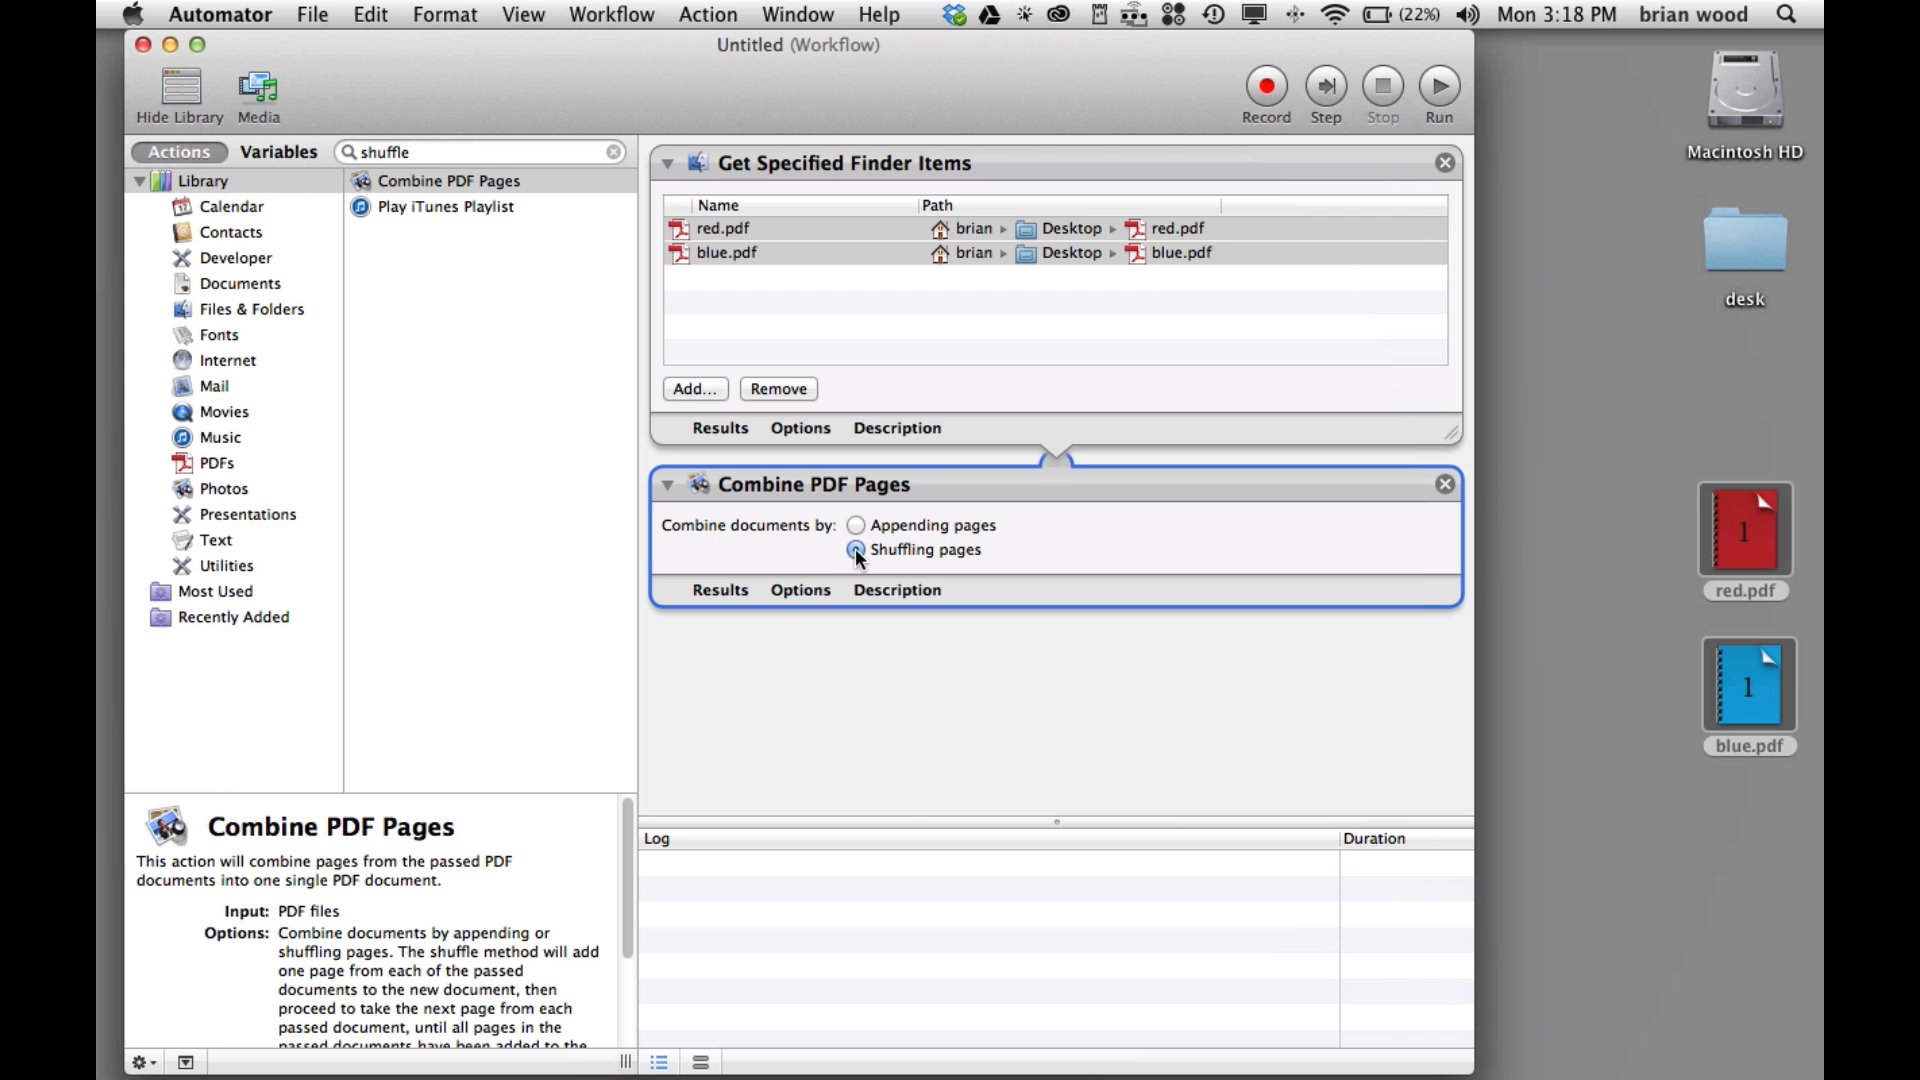 Automator File Edit Format View Workflow Action Window Help (22%) Mon 3:18 PM brian wood
Untitled (Workflow)
Hide Library Media Record Step Stop Run
Actions Variables shuffle
Library
Calendar
Contacts
Developer
Documents
Files & Folders
Fonts
Internet
Mail
Movies
Music
PDFs
Photos
Presentations
Text
Utilities
Most Used
Recently Added
Combine PDF Pages
Play iTunes Playlist
Get Specified Finder Items
Name Path
red.pdf brian Desktop red.pdf
blue.pdf brian Desktop blue.pdf
Add... Remove
Results Options Description
Combine PDF Pages
Combine documents by: Appending pages
Shuffling pages
Results Options Description
Combine PDF Pages
This action will combine pages from the passed PDF
documents into one single PDF document.
Input: PDF files
Options: Combine documents by appending or
shuffling pages. The shuffle method will add
one page from each of the passed
documents to the new document, then
proceed to take the next page from each
passed document, until all pages in the
passed documents have been added to the
Log Duration
Macintosh HD
desk
1
red.pdf
1
blue.pdf